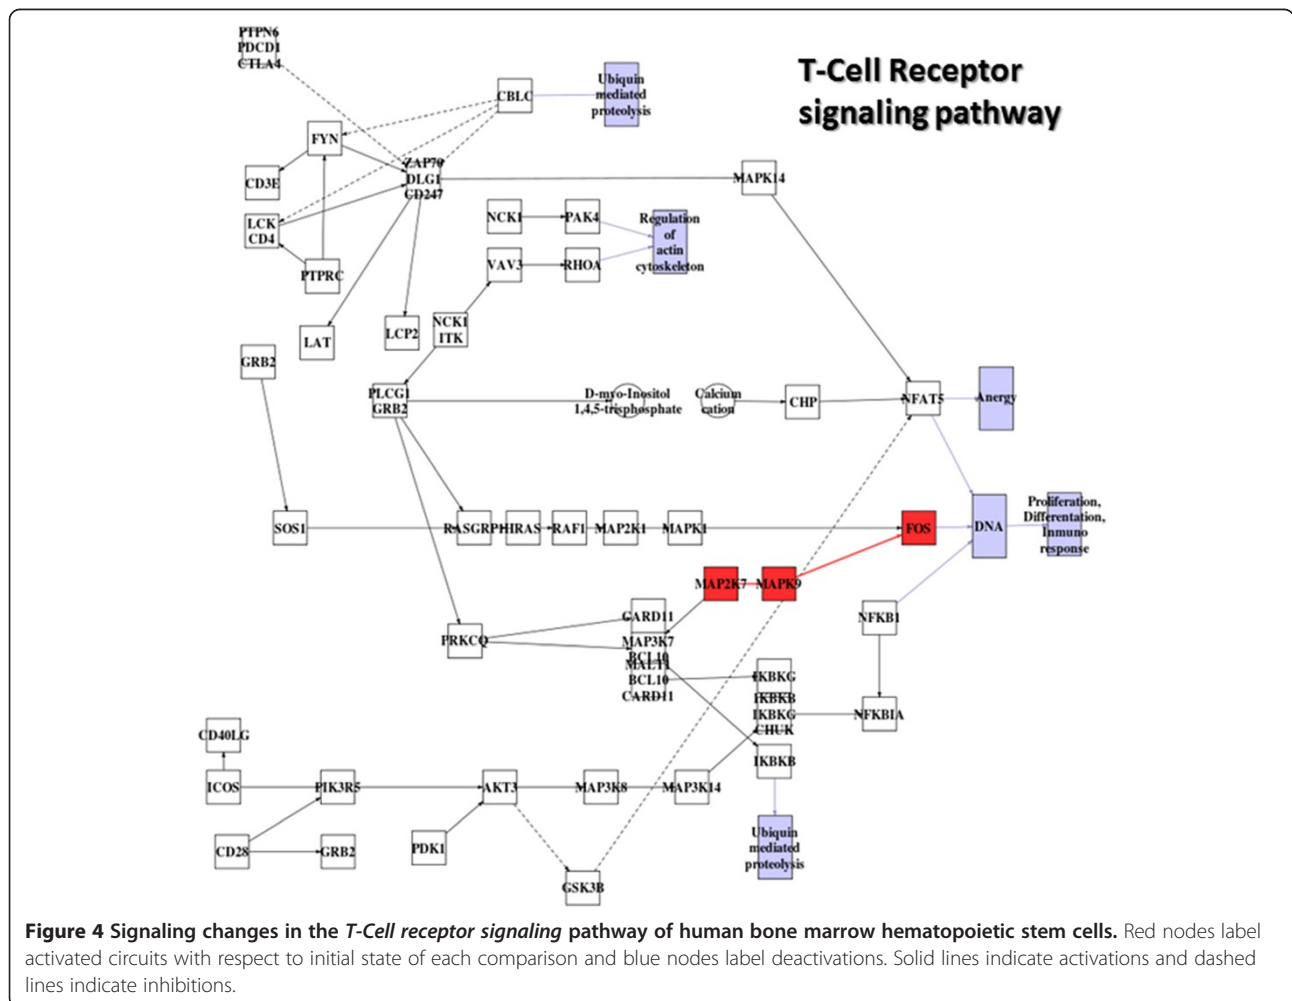 T-Cell Receptor
signaling pathway
PTPN6
PDCD1
CTLA4
CBLC
Ubiquin
mediated
proteolysis
FYN
CD3E
ZAP70
DLG1
CD247
MAPK14
LCK
CD4
NCK1
PAK4
Regulation
of
actin
cytoskeleton
PTPRC
VAV3
RHOA
LAT
LCP2
NCK1
ITK
GRB2
PLCG1
GRB2
D-myo-Inositol
1,4,5-trisphosphate
Calcium
cation
CHP
NFAT5
Anergy
SOS1
RASGRP1
HRAS
RAF1
MAP2K1
MAPK1
FOS
DNA
Proliferation,
Differentation,
Inmuno
response
MAP2K7
MAPK9
PRKCQ
CARD11
MAP3K7
BCL10
MALT1
BCL10
CARD11
NFKB1
IKBKG
IKBKB
IKBKG
CHUK
NFKBIA
IKBKB
CD40LG
ICOS
PIK3R5
AKT3
MAP3K8
MAP3K14
CD28
GRB2
PDK1
GSK3B
Ubiquin
mediated
proteolysis
Figure 4 Signaling changes in the T-Cell receptor signaling pathway of human bone marrow hematopoietic stem cells. Red nodes label
activated circuits with respect to initial state of each comparison and blue nodes label deactivations. Solid lines indicate activations and dashed
lines indicate inhibitions.